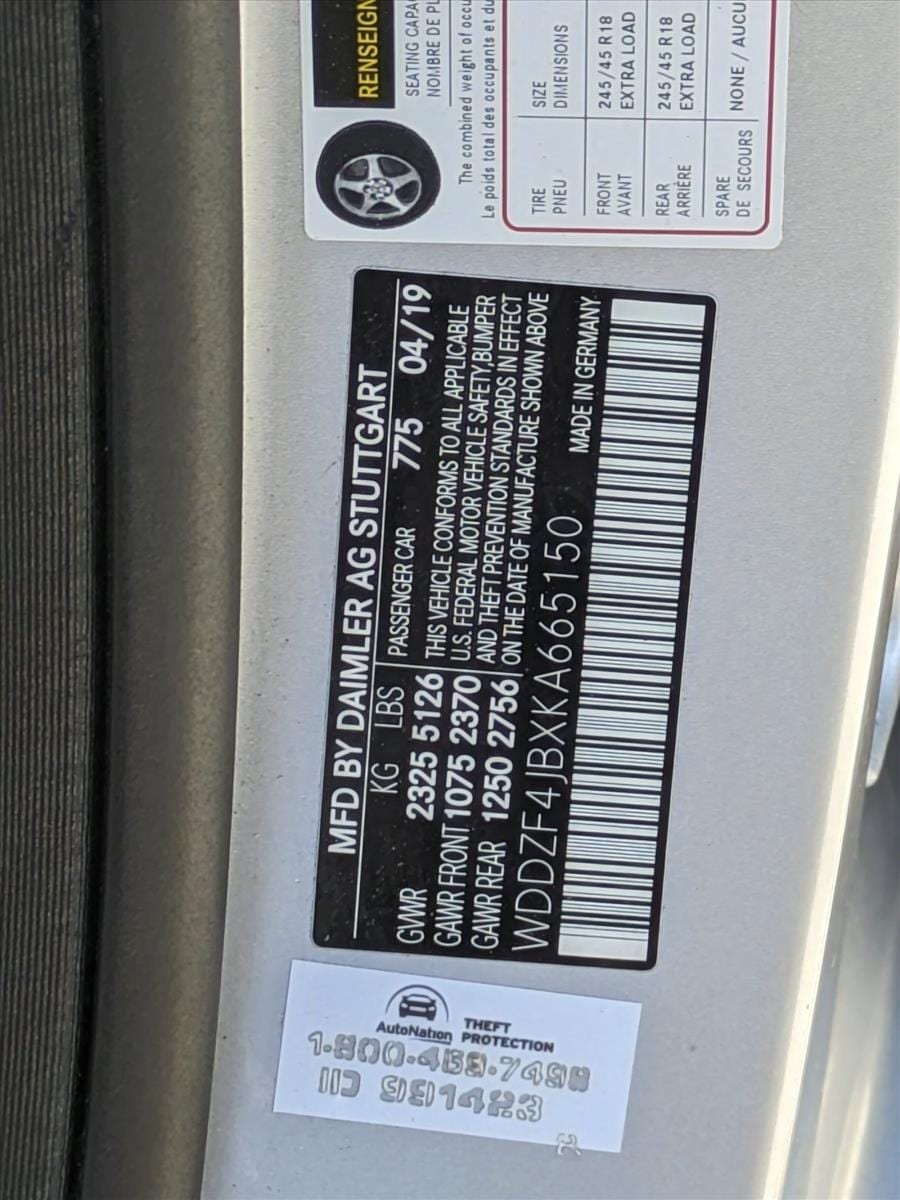 RENSEIGN
SEATING CAPA
NOMBRE DE PL
The combined weight of occu
Le poids total des occupants et du
TIRE SIZE
PNEU DIMENSIONS
FRONT 245/45 R18
AVANT EXTRA LOAD
REAR 245/45 R18
ARRIÈRE EXTRA LOAD
SPARE NONE / AUCU
DE SECOURS
MFD BY DAIMLER AG STUTTGART
KG LBS PASSENGER CAR 775 04/19
GVWR 2325 5126
GAWR FRONT 1075 2370
GAWR REAR 1250 2756
THIS VEHICLE CONFORMS TO ALL APPLICABLE
U.S. FEDERAL MOTOR VEHICLE SAFETY,BUMPER
AND THEFT PREVENTION STANDARDS IN EFFECT
ON THE DATE OF MANUFACTURE SHOWN ABOVE
WDDZF4JBXKA665150 MADE IN GERMANY
AutoNation THEFT
PROTECTION
ID 991423